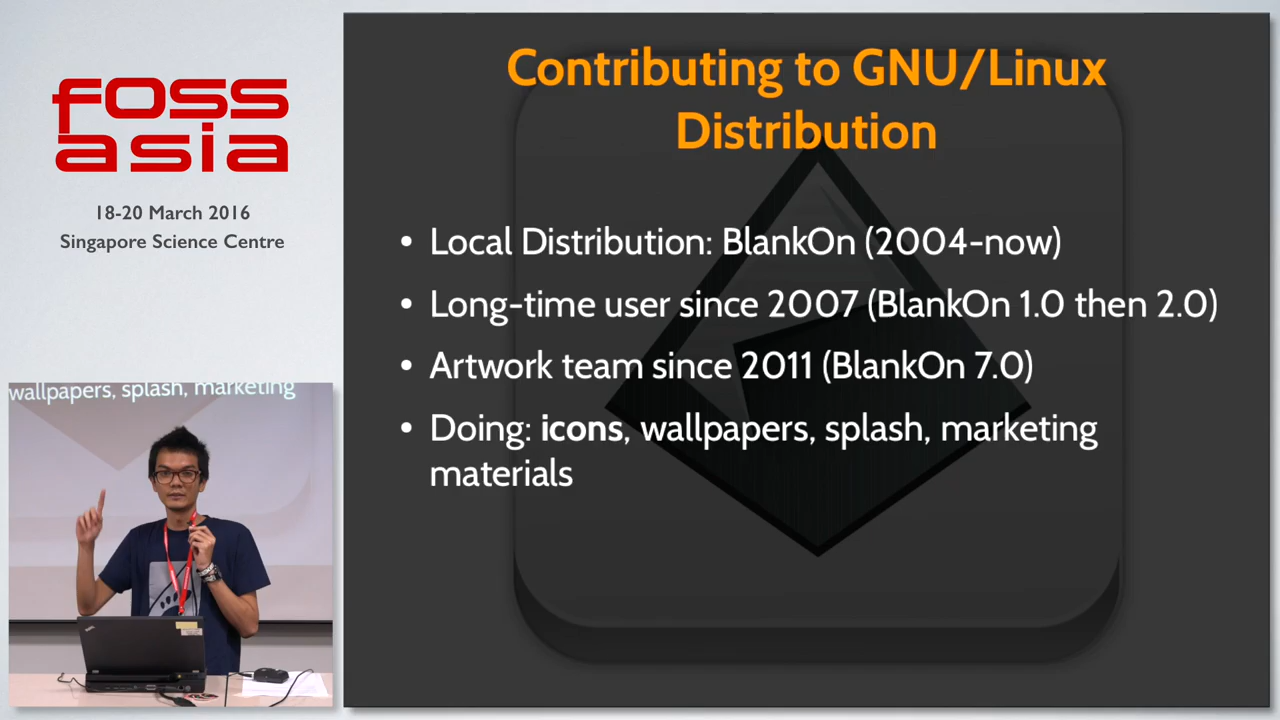 foss
asia
18-20 March 2016
Singapore Science Centre
Contributing to GNU/Linux
Distribution
• Local Distribution: BlankOn (2004-now)
• Long-time user since 2007 (BlankOn 1.0 then 2.0)
• Artwork team since 2011 (BlankOn 7.0)
• Doing: icons, wallpapers, splash, marketing
materials
wallpapers, splash, marketing